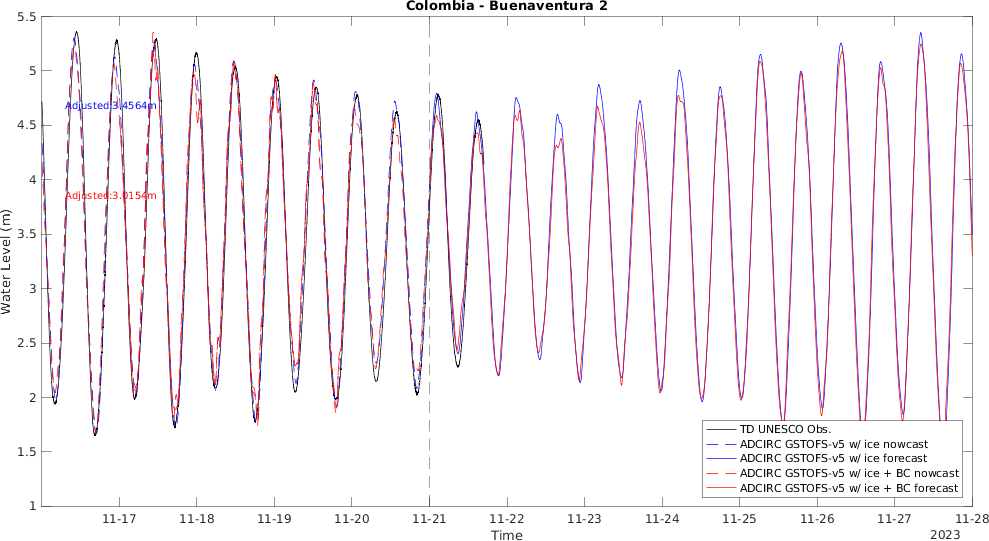 Colombia - Buenaventura 2
5.5
5
4.5
4
3.5
3
2.5
2
1.5
1
Water Level (m)
Adjusted:3.4564m
Adjusted:3.0154m
TD UNESCO Obs.
ADCIRC GSTOFS-v5 w/ ice nowcast
ADCIRC GSTOFS-v5 w/ ice forecast
ADCIRC GSTOFS-v5 w/ ice + BC nowcast
ADCIRC GSTOFS-v5 w/ ice + BC forecast
11-17 11-18 11-19 11-20 11-21 11-22 11-23 11-24 11-25 11-26 11-27 11-28
Time
2023